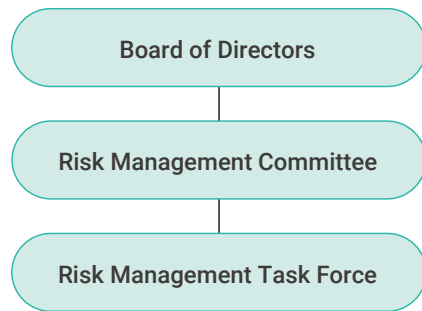 Board of Directors
Risk Management Committee
Risk Management Task Force